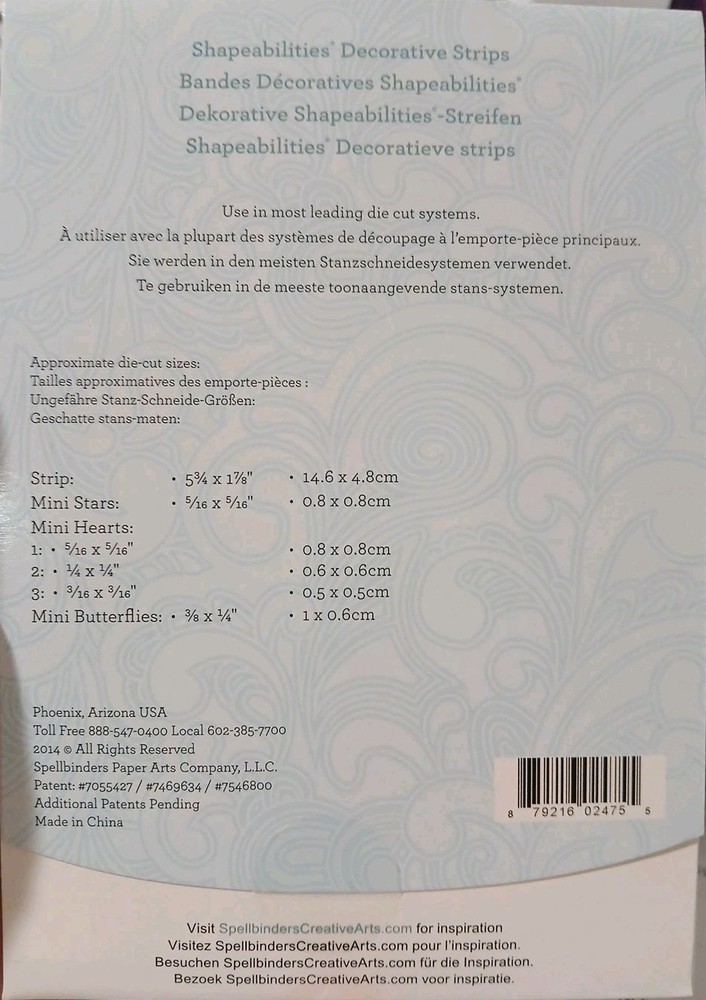 Shapeabilities® Decorative Strips
Bandes Décoratives Shapeabilities®
Dekorative Shapeabilities®-Streifen
Shapeabilities® Decoratieve strips
Use in most leading die cut systems.
À utiliser avec la plupart des systèmes de découpage à l'emporte-pièce principaux.
Sie werden in den meisten Stanzschneidesystemen verwendet.
Te gebruiken in de meeste toonaangevende stans-systemen.
Approximate die-cut sizes:
Tailles approximatives des emporte-pièces :
Ungefähre Stanz-Schneide-Größen:
Geschatte stans-maten:
Strip: • 5¾ x 1⅞" • 14.6 x 4.8cm
Mini Stars: • 5/16 x 5/16" • 0.8 x 0.8cm
Mini Hearts:
1: • 5/16 x 5/16" • 0.8 x 0.8cm
2: • ¼ x ¼" • 0.6 x 0.6cm
3: • 3/16 x 3/16" • 0.5 x 0.5cm
Mini Butterflies: • ⅜ x ¼" • 1 x 0.6cm
Phoenix, Arizona USA
Toll Free 888-547-0400 Local 602-385-7700
2014 © All Rights Reserved
Spellbinders Paper Arts Company, L.L.C.
Patent: #7055427 / #7469634 / #7546800
Additional Patents Pending
Made in China
8 79216 02475 5
Visit SpellbindersCreativeArts.com for inspiration
Visitez SpellbindersCreativeArts.com pour l'inspiration.
Besuchen SpellbindersCreativeArts.com für die Inspiration.
Bezoek SpellbindersCreativeArts.com voor inspiratie.